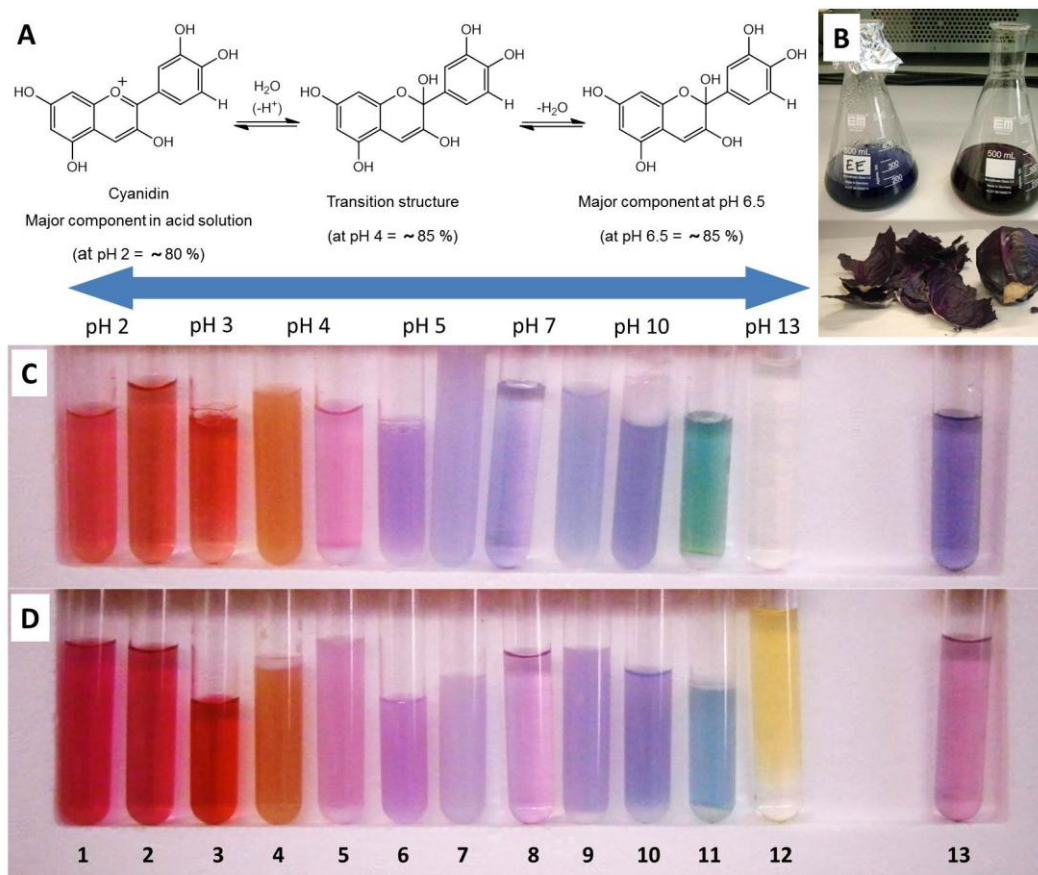 A
OH
OH
HO
O
+
H
OH
OH
H₂O
(-H⁺)
OH
OH
OH
HO
O
H
OH
OH
-H₂O
OH
OH
OH
HO
O
H
OH
OH
Cyanidin
Major component in acid solution
(at pH 2 = ~ 80 %)
Transition structure
(at pH 4 = ~ 85 %)
Major component at pH 6.5
(at pH 6.5 = ~ 85 %)
B
500 mL
EE
300
500 mL
300
pH 2 pH 3 pH 4 pH 5 pH 7 pH 10 pH 13
C
D
1 2 3 4 5 6 7 8 9 10 11 12 13